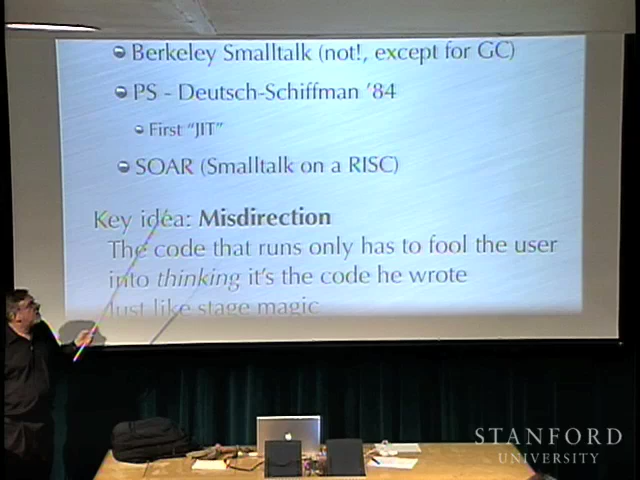 Berkeley Smalltalk (not!, except for GC)
PS - Deutsch-Schiffman '84
First "JIT"
SOAR (Smalltalk on a RISC)
Key idea: Misdirection
The code that runs only has to fool the user
into thinking it's the code he wrote
Just like stage magic
STANFORD
UNIVERSITY